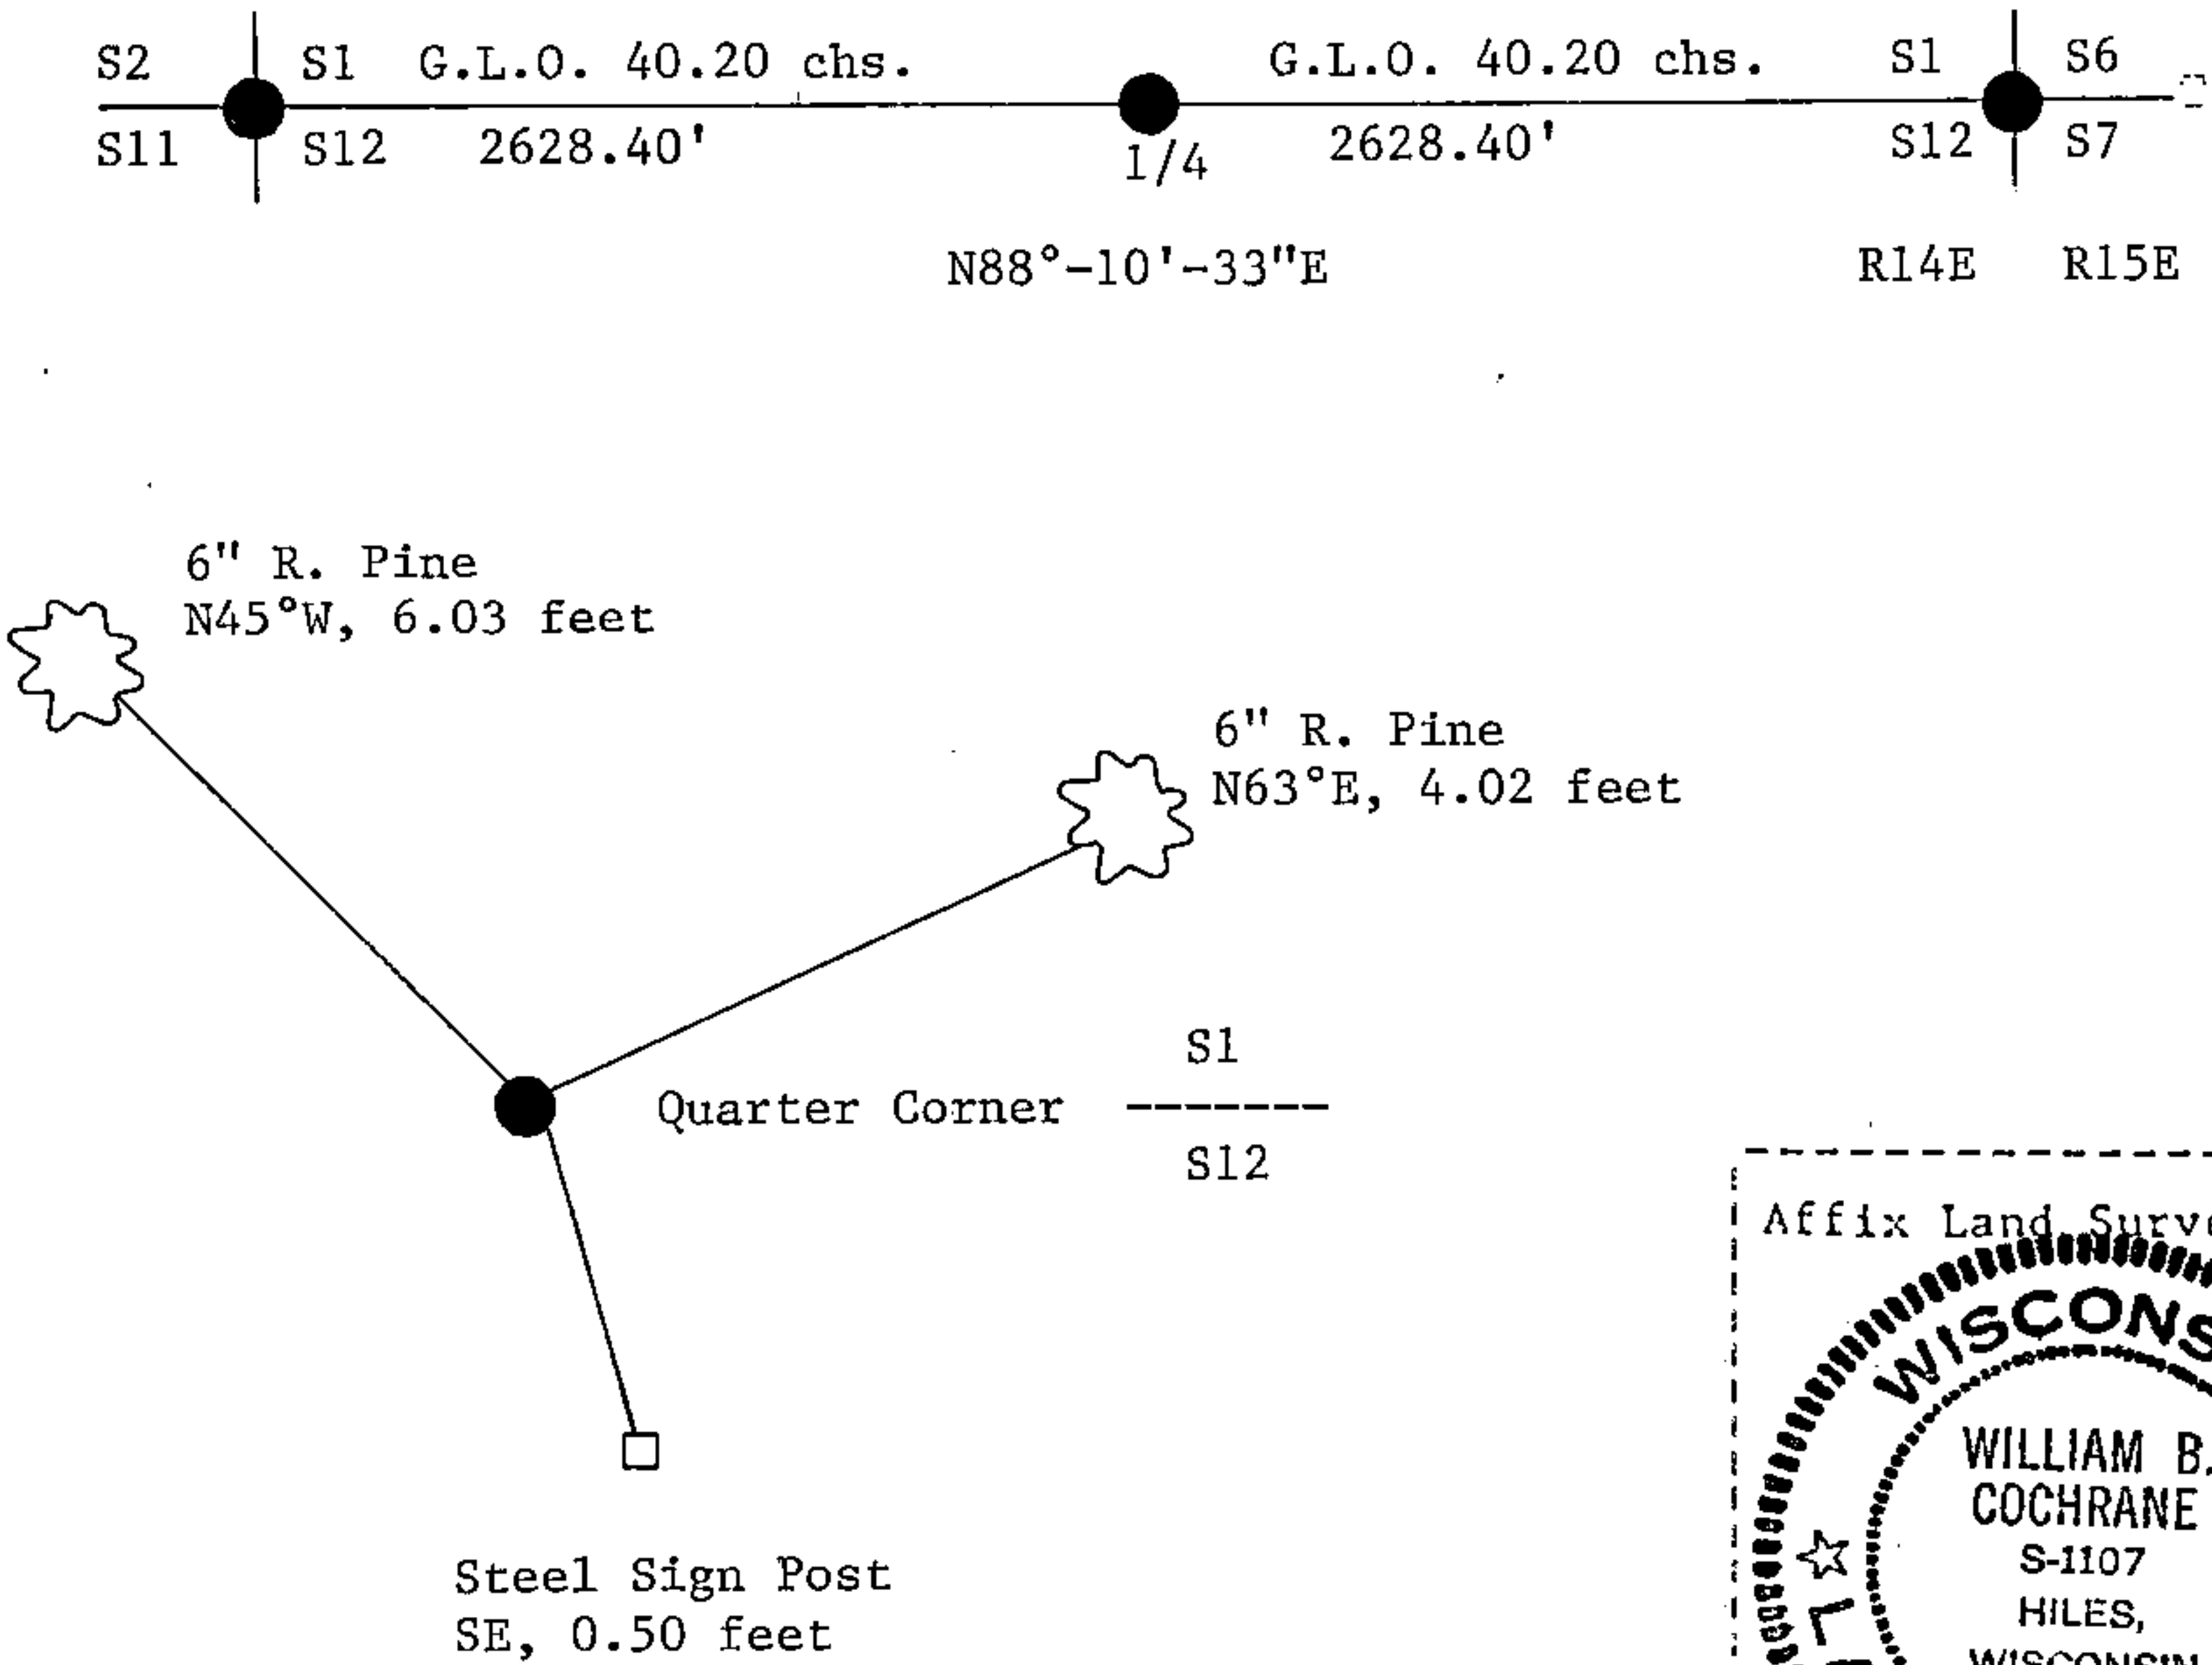 S2 S1 G.L.O. 40.20 chs. G.L.O. 40.20 chs. S1 S6
S11 S12 2628.40' 1/4 2628.40' S12 S7
N88°-10'-33"E R14E R15E
6" R. Pine
N45°W, 6.03 feet
6" R. Pine
N63°E, 4.02 feet
S1
Quarter Corner -------
S12
Affix Land Surve
WISCONS
WILLIAM B.
COCHRANE
S-1107
HILES,
WISCONSIN
Steel Sign Post
SE, 0.50 feet